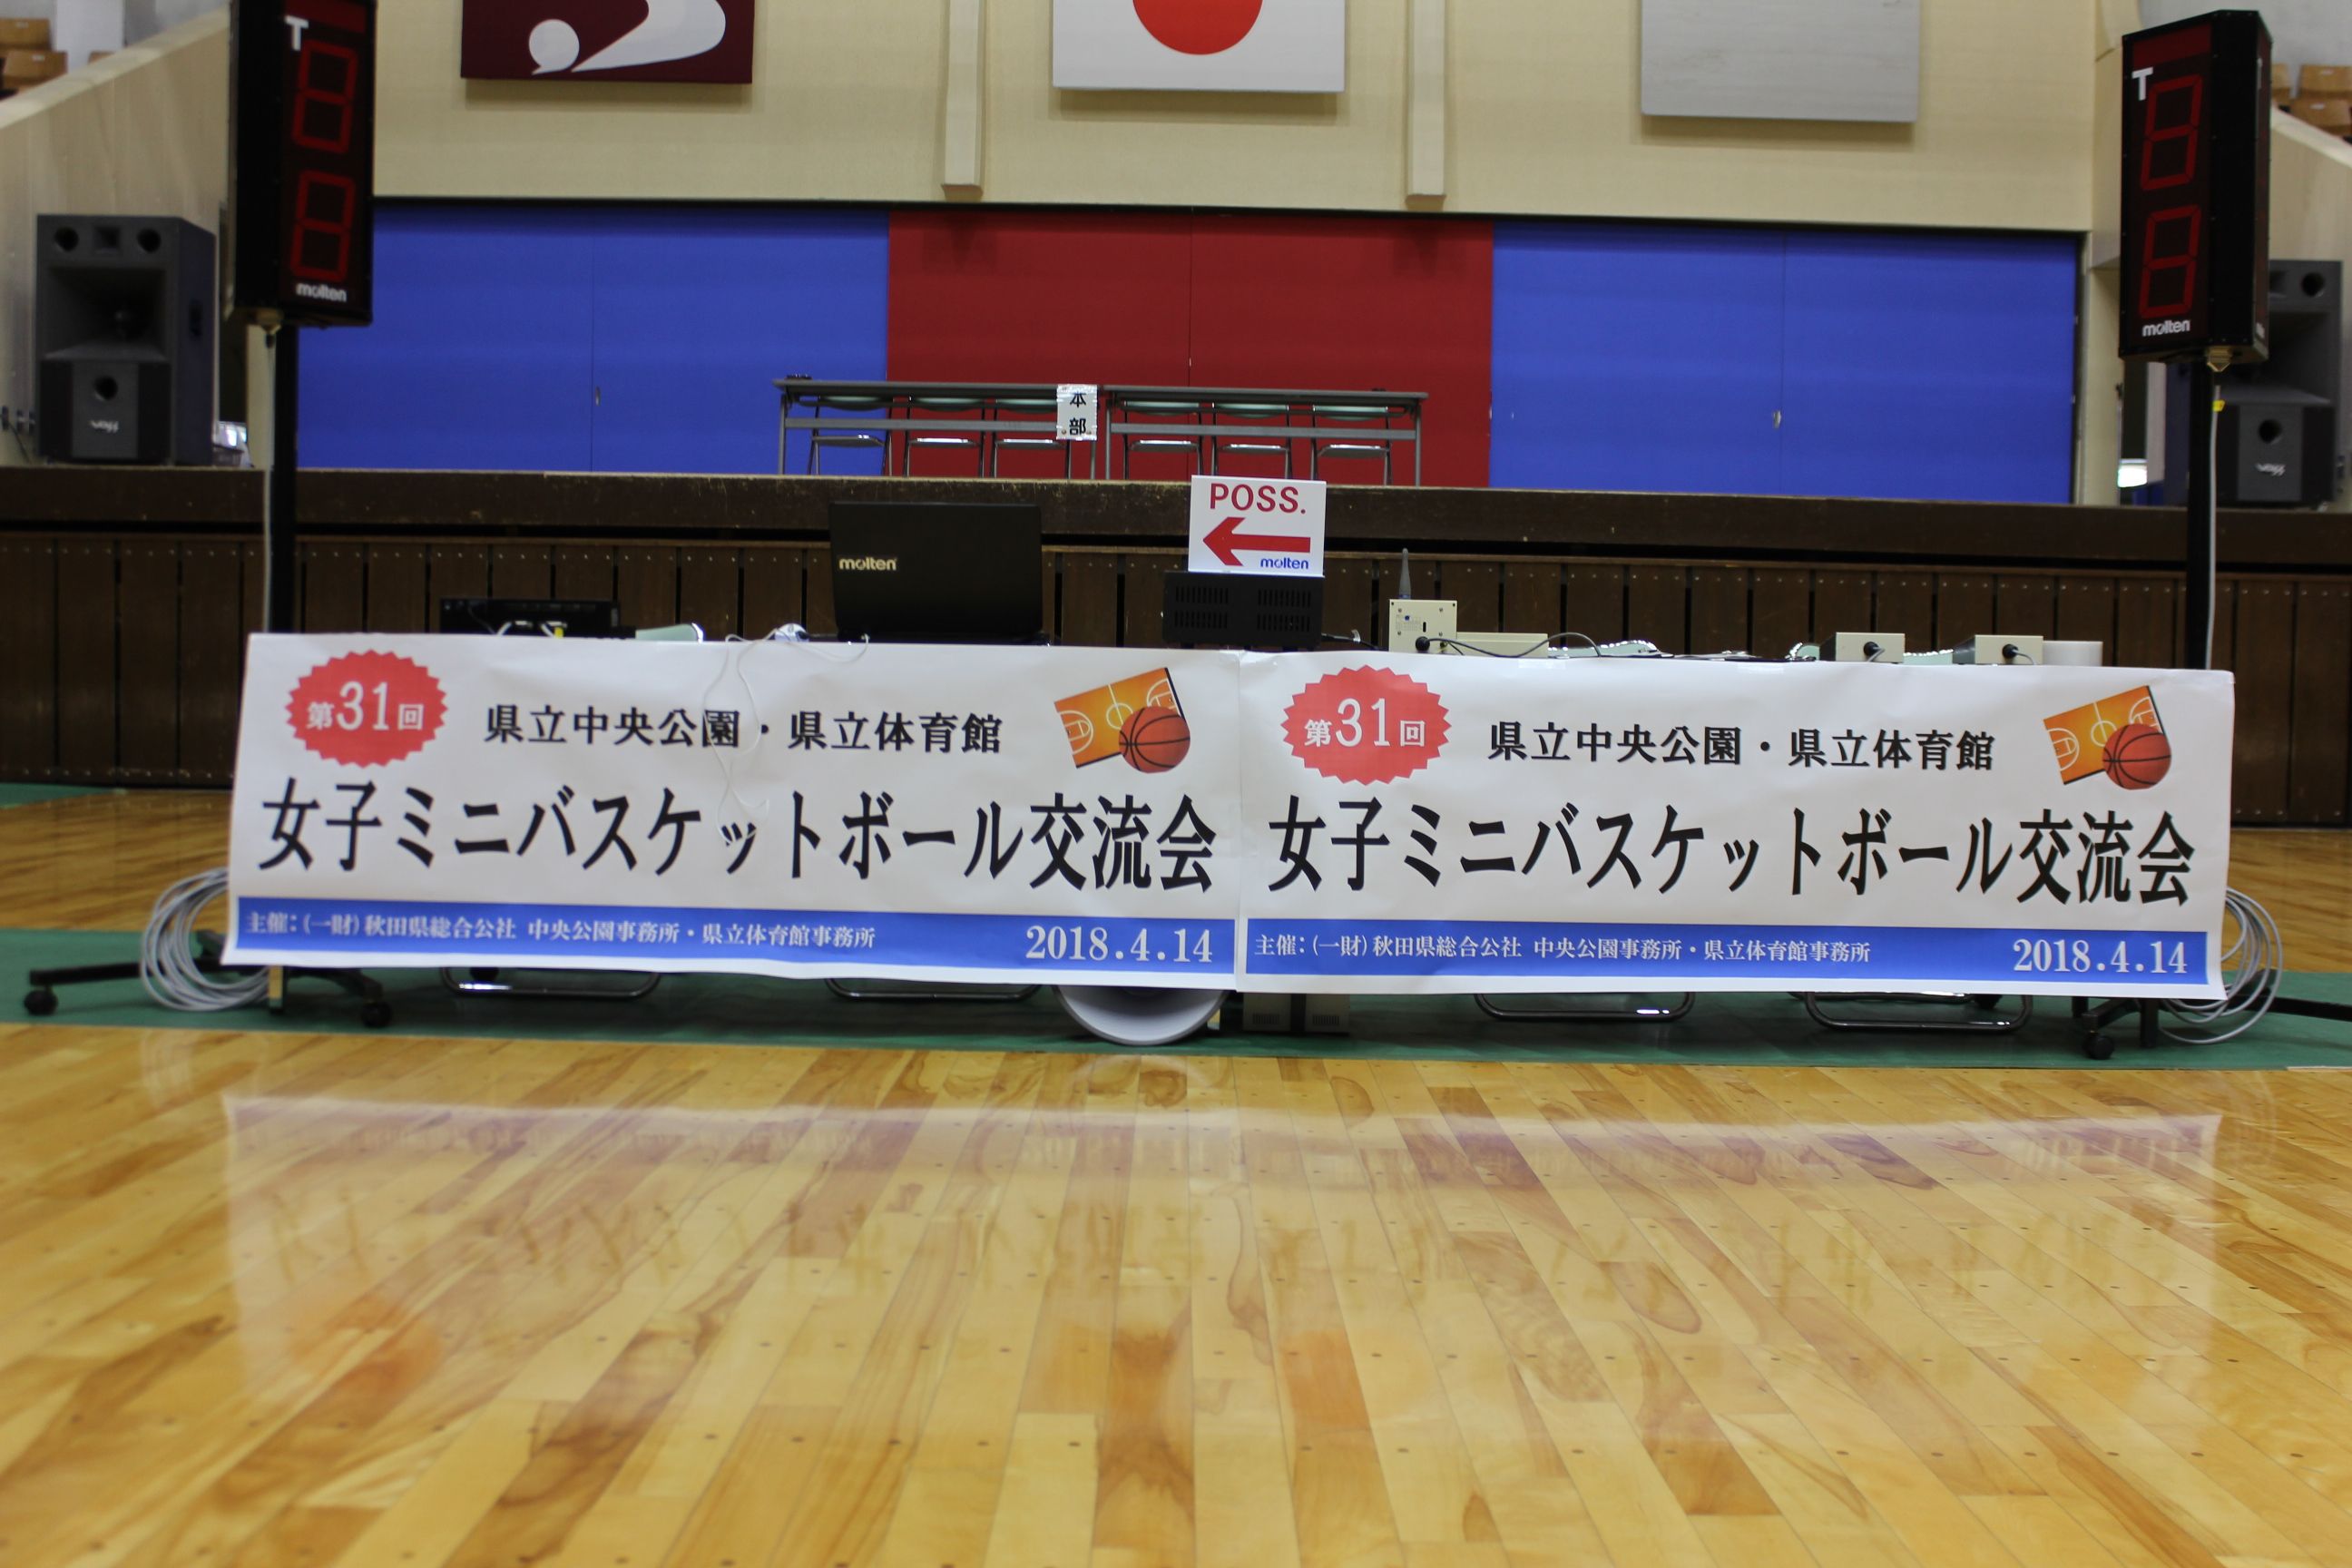 T
molten
T
molten
本
部
POSS.
molten
molten
第31回
県立中央公園・県立体育館
女子ミニバスケットボール交流会
主催:(一財)秋田県総合公社 中央公園事務所・県立体育館事務所
2018.4.14
第31回
県立中央公園・県立体育館
女子ミニバスケットボール交流会
主催:(一財)秋田県総合公社 中央公園事務所・県立体育館事務所
2018.4.14